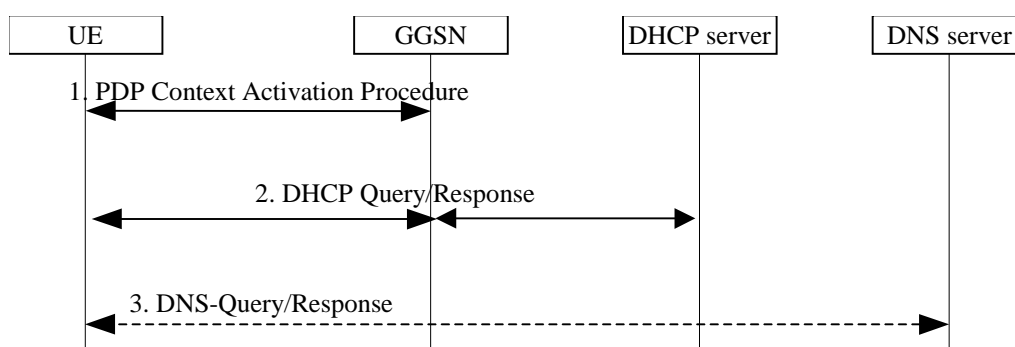 UE
GGSN
DHCP server
DNS server
1. PDP Context Activation Procedure
2. DHCP Query/Response
3. DNS-Query/Response